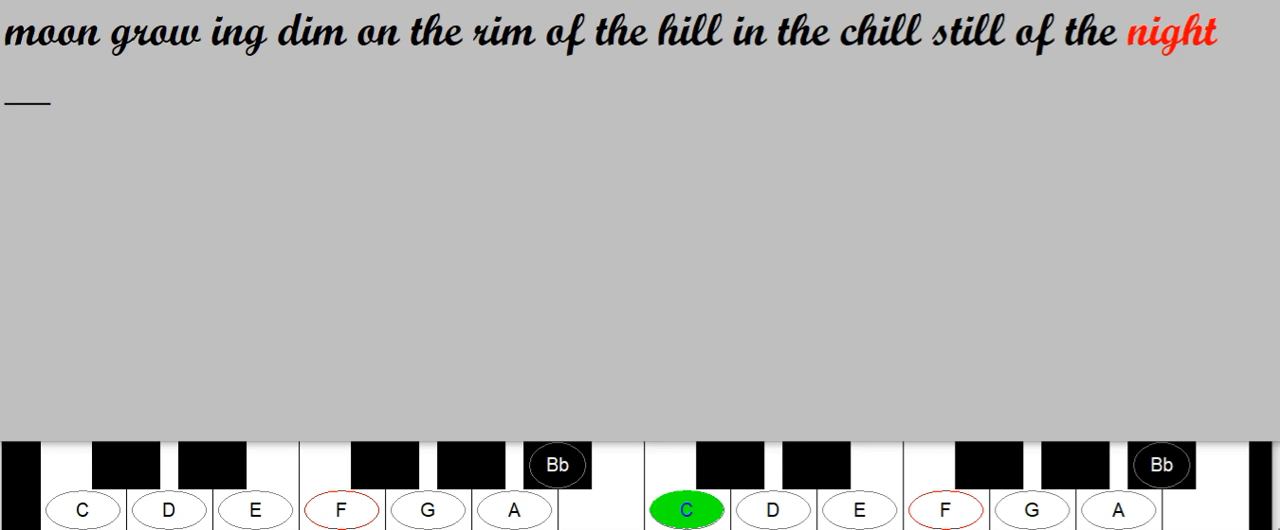 moon grow ing dim on the rim of the hill in the chill still of the night
Bb Bb
C D E F G A C D E F G A